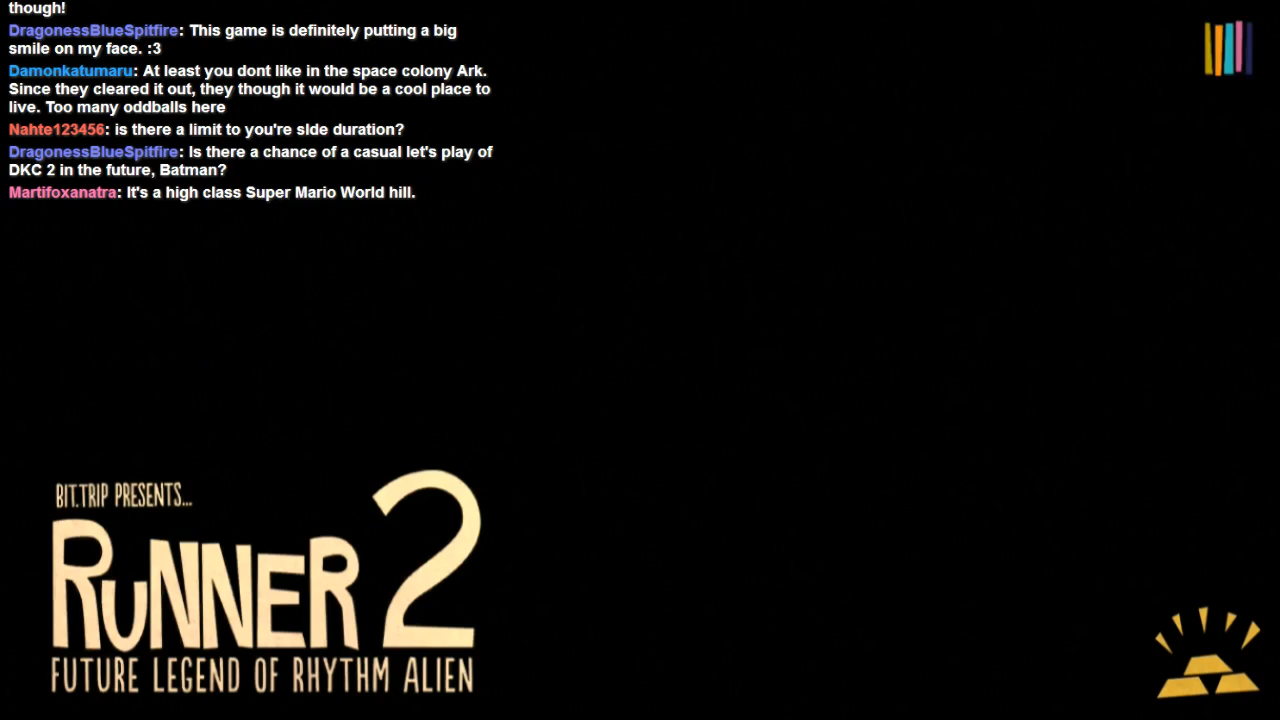 though!
DragonessBlueSpitfire: This game is definitely putting a big
smile on my face. :3
Damonkatumaru: At least you dont like in the space colony Ark.
Since they cleared it out, they though it would be a cool place to
live. Too many oddballs here
Nahte123456: is there a limit to you're slde duration?
DragonessBlueSpitfire: Is there a chance of a casual let's play of
DKC 2 in the future, Batman?
Martifoxanatra: It's a high class Super Mario World hill.
BIT.TRIP PRESENTS...
RUNNER 2
FUTURE LEGEND OF RHYTHM ALIEN